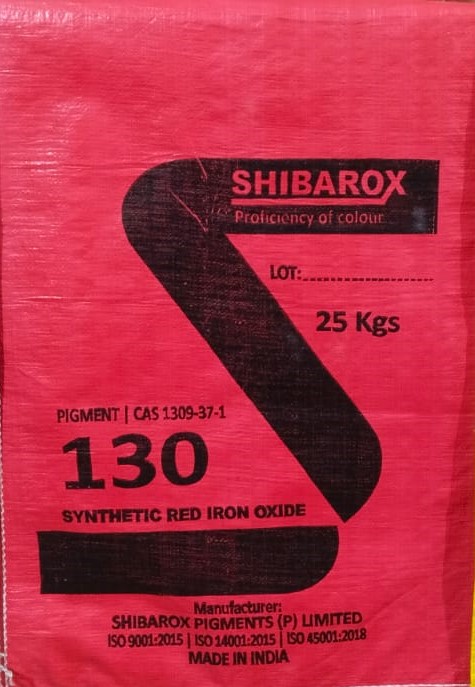 SHIBAROX
Proficiency of colour
LOT:
25 Kgs
PIGMENT | CAS 1309-37-1
130
SYNTHETIC RED IRON OXIDE
Manufacturer:
SHIBAROX PIGMENTS (P) LIMITED
ISO 9001:2015 | ISO 14001:2015 | ISO 45001:2018
MADE IN INDIA